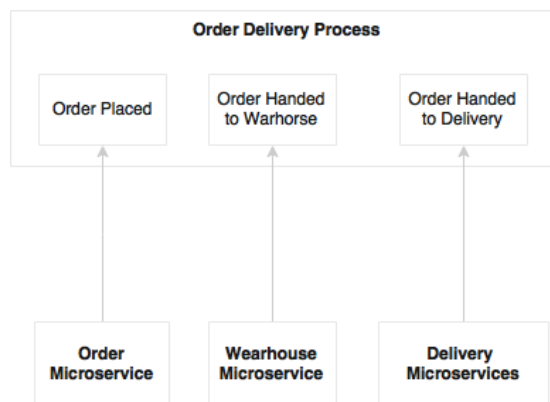 Order Delivery Process
Order Placed
Order Handed
to Warhorse
Order Handed
to Delivery
Order
Microservice
Wearhouse
Microservice
Delivery
Microservices